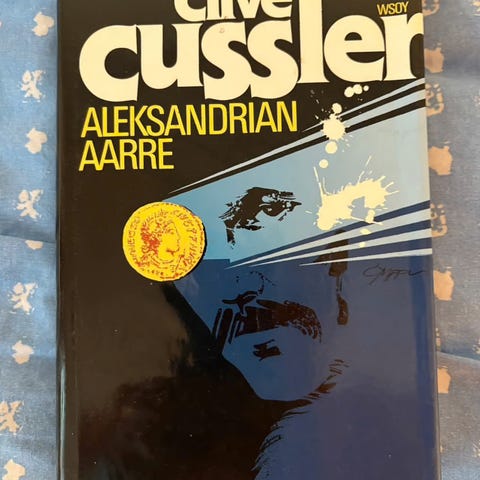 Clive
WSOY
cussler
ALEKSANDRIAN
AARRE